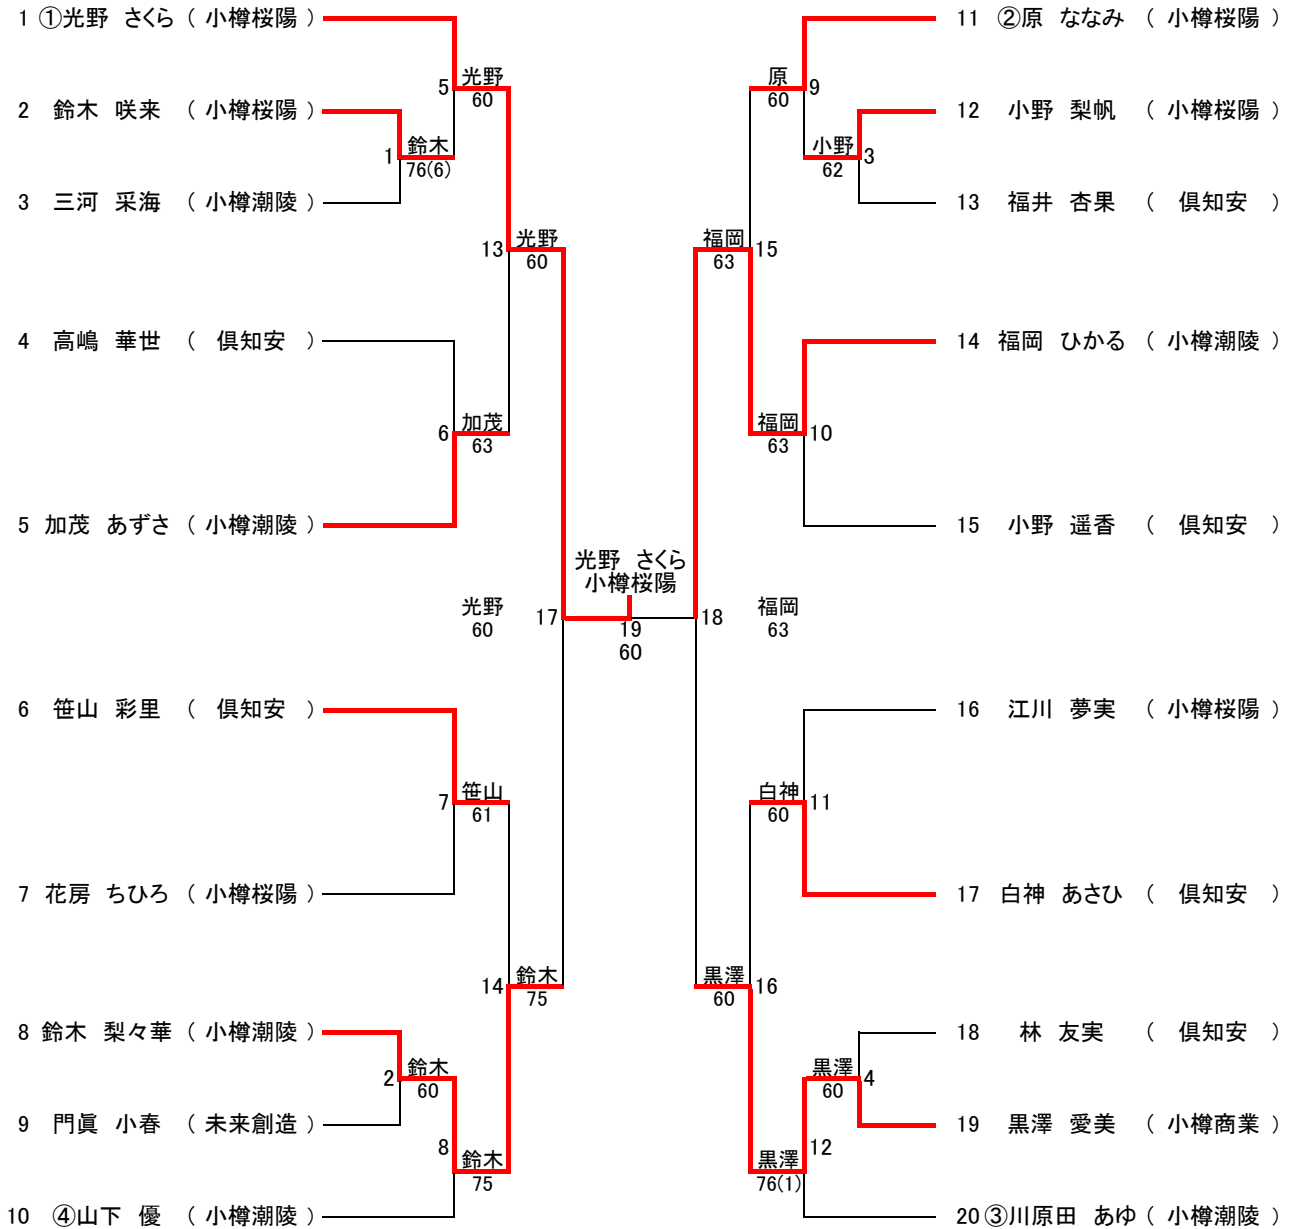 1 ①光野 さくら ( 小樽桜陽 )
5 光野
60
2 鈴木 咲来 ( 小樽桜陽 )
1 鈴木
76(6)
3 三河 采海 ( 小樽潮陵 )
13 光野
60
4 高嶋 華世 ( 倶知安 )
6 加茂
63
5 加茂 あずさ ( 小樽潮陵 )
光野 さくら
小樽桜陽
光野
60
17
19
60
18
福岡
63
6 笹山 彩里 ( 倶知安 )
7 笹山
61
7 花房 ちひろ ( 小樽桜陽 )
14 鈴木
75
8 鈴木 梨々華 ( 小樽潮陵 )
2 鈴木
60
9 門眞 小春 ( 未来創造 )
8 鈴木
75
10 ④山下 優 ( 小樽潮陵 )
11 ②原 ななみ ( 小樽桜陽 )
原 9
60
12 小野 梨帆 ( 小樽桜陽 )
小野 3
62
13 福井 杏果 ( 倶知安 )
福岡 15
63
14 福岡 ひかる ( 小樽潮陵 )
福岡 10
63
15 小野 遥香 ( 倶知安 )
16 江川 夢実 ( 小樽桜陽 )
白神 11
60
17 白神 あさひ ( 倶知安 )
黒澤 16
60
18 林 友実 ( 倶知安 )
黒澤 4
60
19 黒澤 愛美 ( 小樽商業 )
黒澤 12
76(1)
20 ③川原田 あゆ ( 小樽潮陵 )